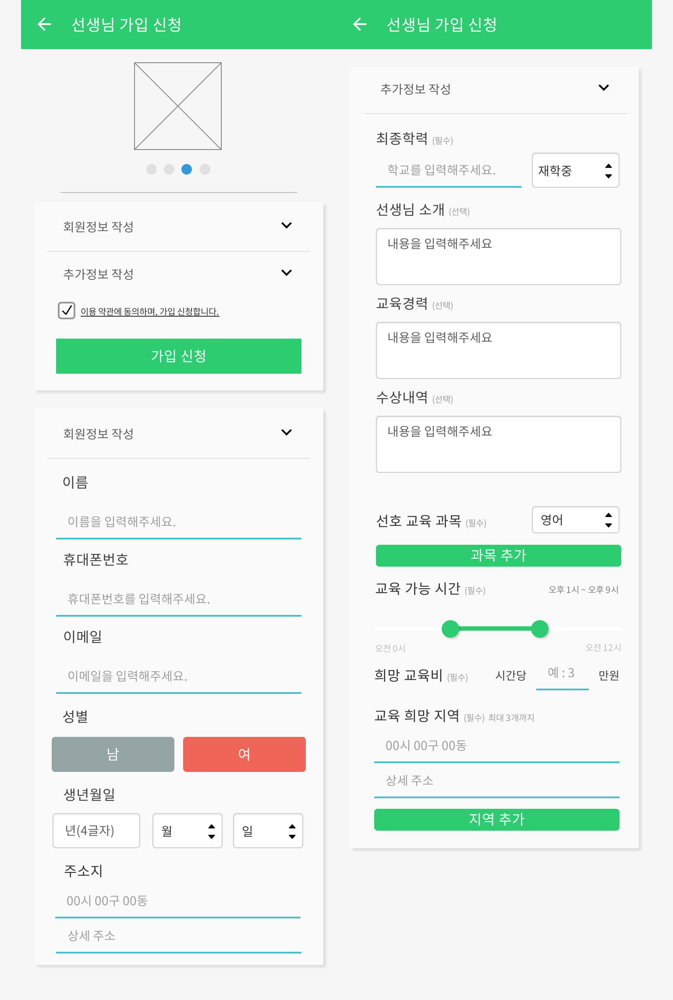 선생님 가입 신청
회원정보 작성
추가정보 작성
이용 약관에 동의하며, 가입 신청합니다.
가입 신청
회원정보 작성
이름
이름을 입력해주세요.
휴대폰번호
휴대폰번호를 입력해주세요.
이메일
이메일을 입력해주세요.
성별
남 여
생년월일
년(4글자) 월 일
주소지
00시 00구 00동
상세 주소
선생님 가입 신청
추가정보 작성
최종학력 (필수)
학교를 입력해주세요. 재학중
선생님 소개 (선택)
내용을 입력해주세요
교육경력 (선택)
내용을 입력해주세요
수상내역 (선택)
내용을 입력해주세요
선호 교육 과목 (필수) 영어
과목 추가
교육 가능 시간 (필수) 오후 1시 ~ 오후 9시
오전 0시 오전 12시
희망 교육비 (필수) 시간당 예 : 3 만원
교육 희망 지역 (필수) 최대 3개까지
00시 00구 00동
상세 주소
지역 추가